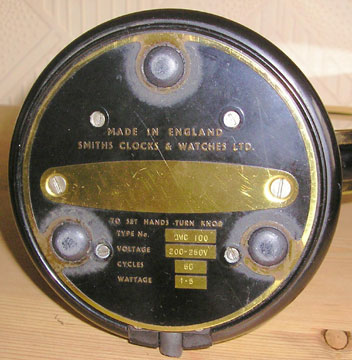 MADE IN ENGLAND
SMITHS CLOCKS & WATCHES LTD.
TO SET HANDS TURN KNOB
TYPE No. QWC 100
VOLTAGE 200-250V
CYCLES 50
WATTAGE 1·5